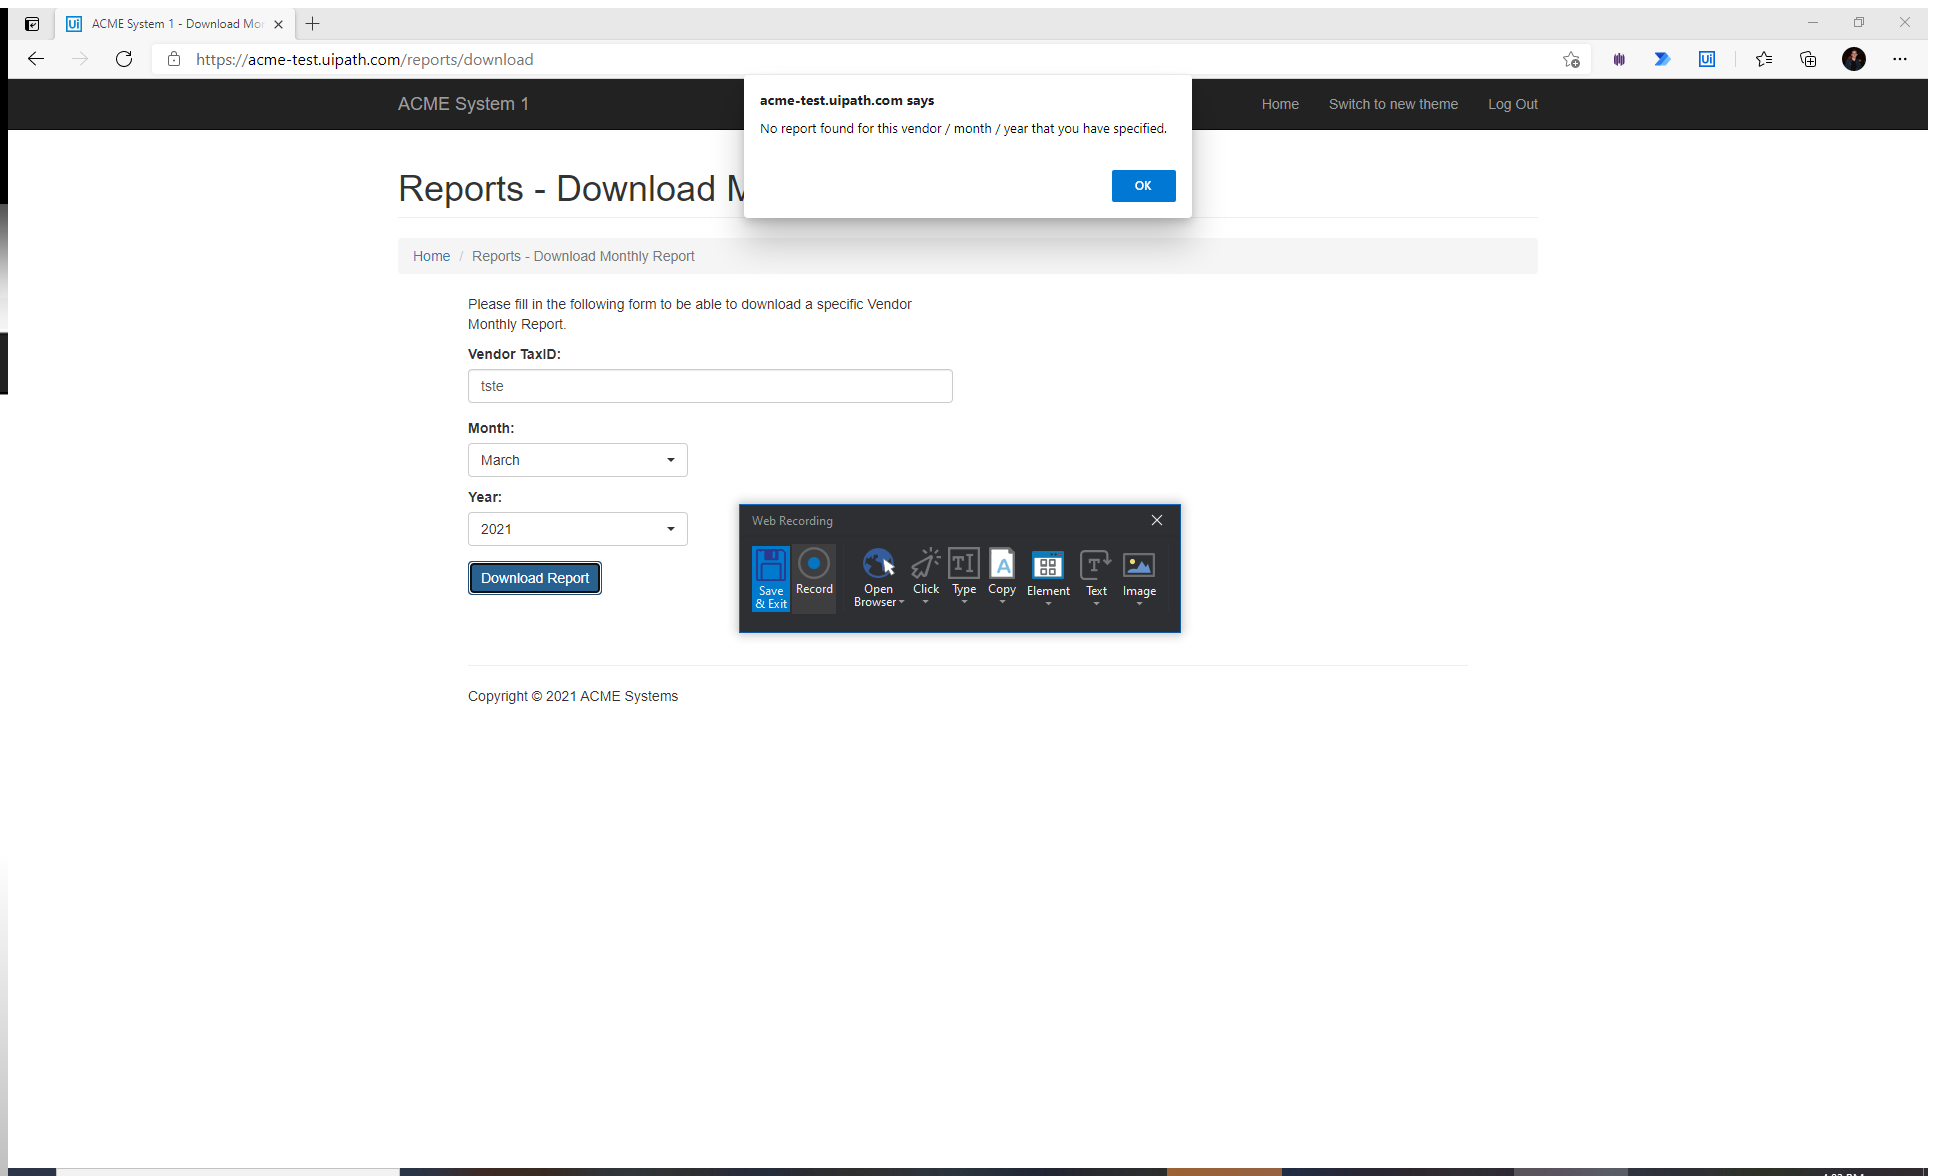 ACME System 1 - Download Mor
https://acme-test.uipath.com/reports/download
ACME System 1
Home
Switch to new theme
Log Out
acme-test.uipath.com says
No report found for this vendor / month / year that you have specified.
OK
Reports - Download
Home / Reports - Download Monthly Report
Please fill in the following form to be able to download a specific Vendor
Monthly Report.
Vendor TaxID:
tste
Month:
March
Year:
2021
Download Report
Web Recording
Save
& Exit
Record
Open
Browser
Click
Type
Copy
Element
Text
Image
Copyright © 2021 ACME Systems